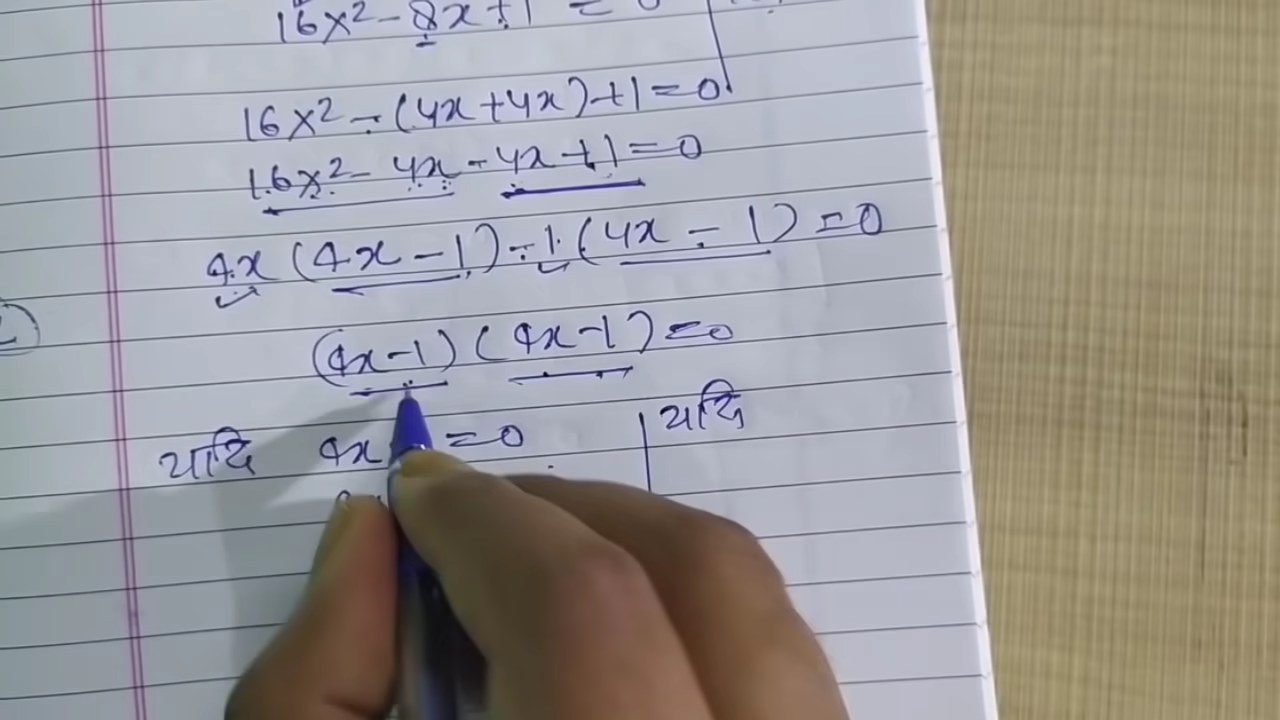 16x² - 8x + 1 = 0
16x² - (4x + 4x) + 1 = 0
16x² - 4x - 4x + 1 = 0
4x (4x - 1) - 1 (4x - 1) = 0
(4x - 1) (4x - 1) = 0
यदि 4x = 0 यदि